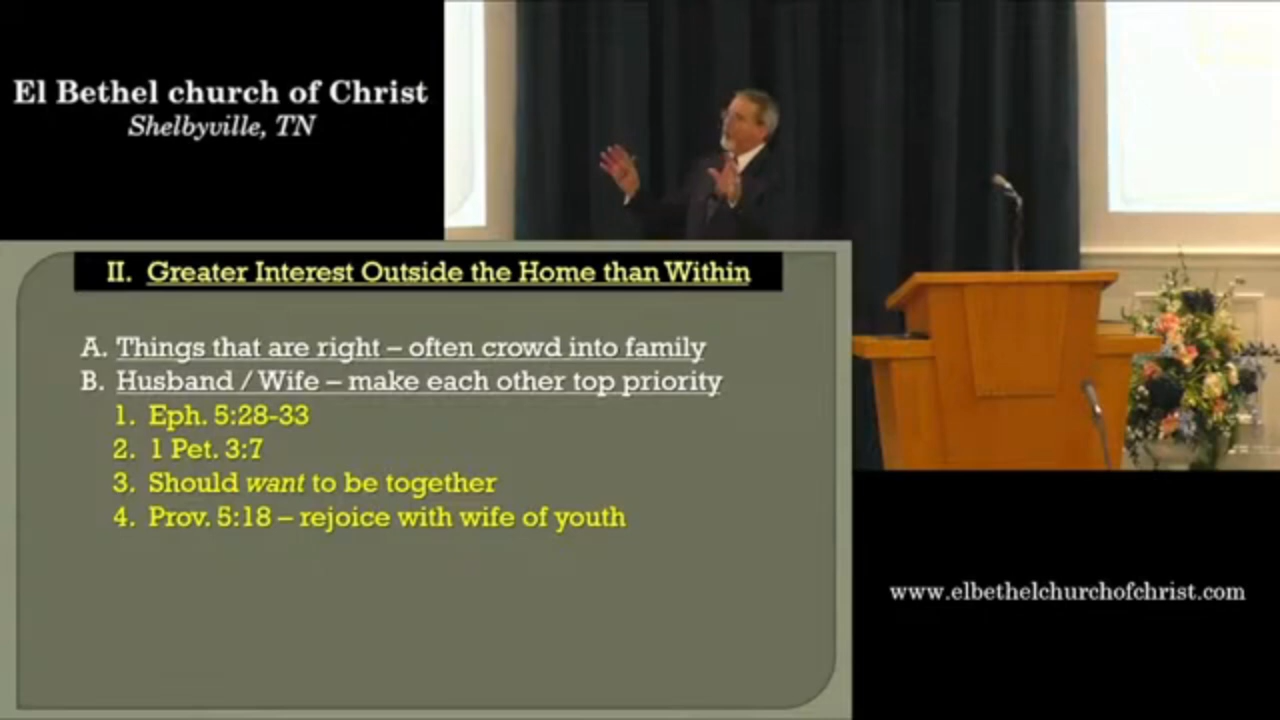 El Bethel church of Christ
Shelbyville, TN
II. Greater Interest Outside the Home than Within
A. Things that are right – often crowd into family
B. Husband / Wife – make each other top priority
1. Eph. 5:28-33
2. 1 Pet. 3:7
3. Should want to be together
4. Prov. 5:18 – rejoice with wife of youth
www.elbethelchurchofchrist.com